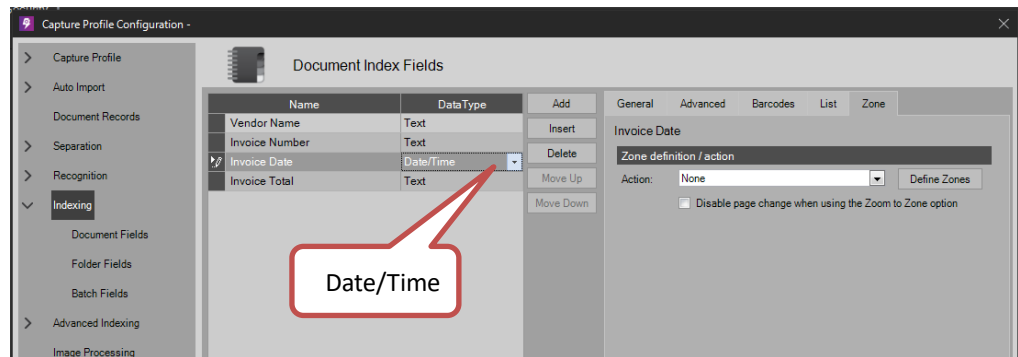 Capture Profile Configuration -
Capture Profile
Auto Import
Document Records
Separation
Recognition
Indexing
Document Fields
Folder Fields
Batch Fields
Advanced Indexing
Image Processing
Document Index Fields
Name DataType
Vendor Name Text
Invoice Number Text
Invoice Date Date/Time
Invoice Total Text
Add
Insert
Delete
Move Up
Move Down
General Advanced Barcodes List Zone
Invoice Date
Zone definition / action
Action: None Define Zones
Disable page change when using the Zoom to Zone option
Date/Time